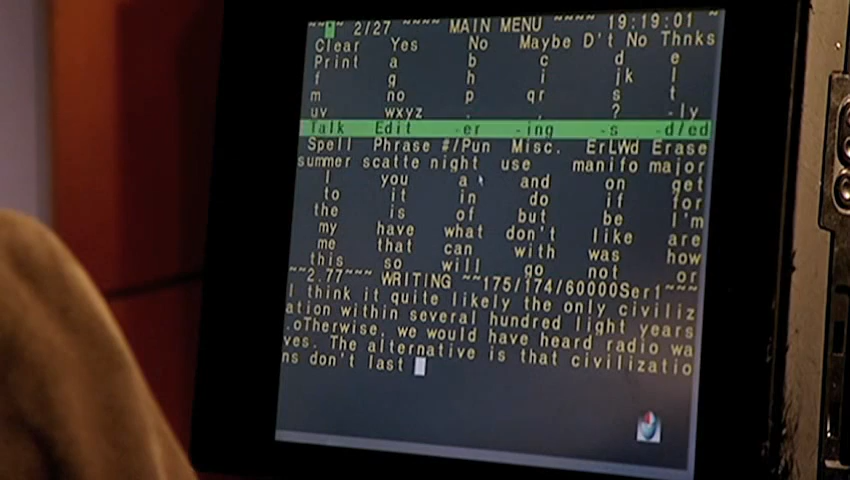 ~~* ~ 2/27 ~~~~ MAIN MENU ~~~~ 19:19:01 ~
Clear Yes No Maybe D't No Thnks
Print a b c d e
f g h i jk l
m no p qr s t
uv wxyz . , ? -ly
Talk Edit -er -ing -s -d/ed
Spell Phrase #/Pun Misc. ErLWd Erase
summer scatte night use manifo major
I you a and on get
to it in do if for
the is of but be I'm
my have what don't like are
me that can with was how
this so will go not or
~~2.77~~~ WRITING ~~175/174/60000Ser1~~~
I think it quite likely the only civiliz
ation within several hundred light years
.oTherwise, we would have heard radio wa
ves. The alternative is that civilizatio
ns don't last